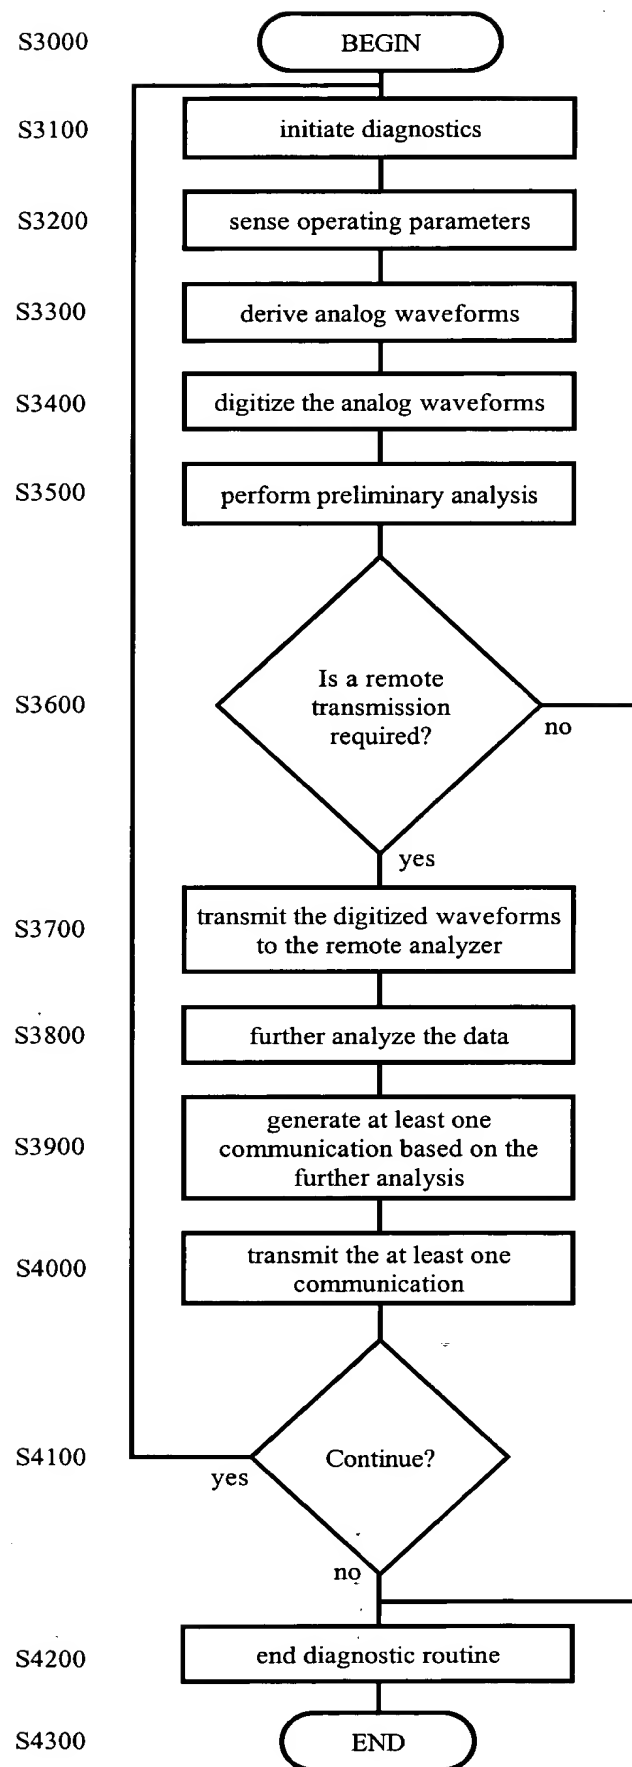 S3000 BEGIN
S3100 initiate diagnostics
S3200 sense operating parameters
S3300 derive analog waveforms
S3400 digitize the analog waveforms
S3500 perform preliminary analysis
Is a remote
S3600 transmission
required?
no
yes
S3700 transmit the digitized waveforms
to the remote analyzer
S3800 further analyze the data
generate at least one
S3900 communication based on the
further analysis
S4000 transmit the at least one
communication
S4100 Continue?
yes
no
S4200 end diagnostic routine
S4300 END